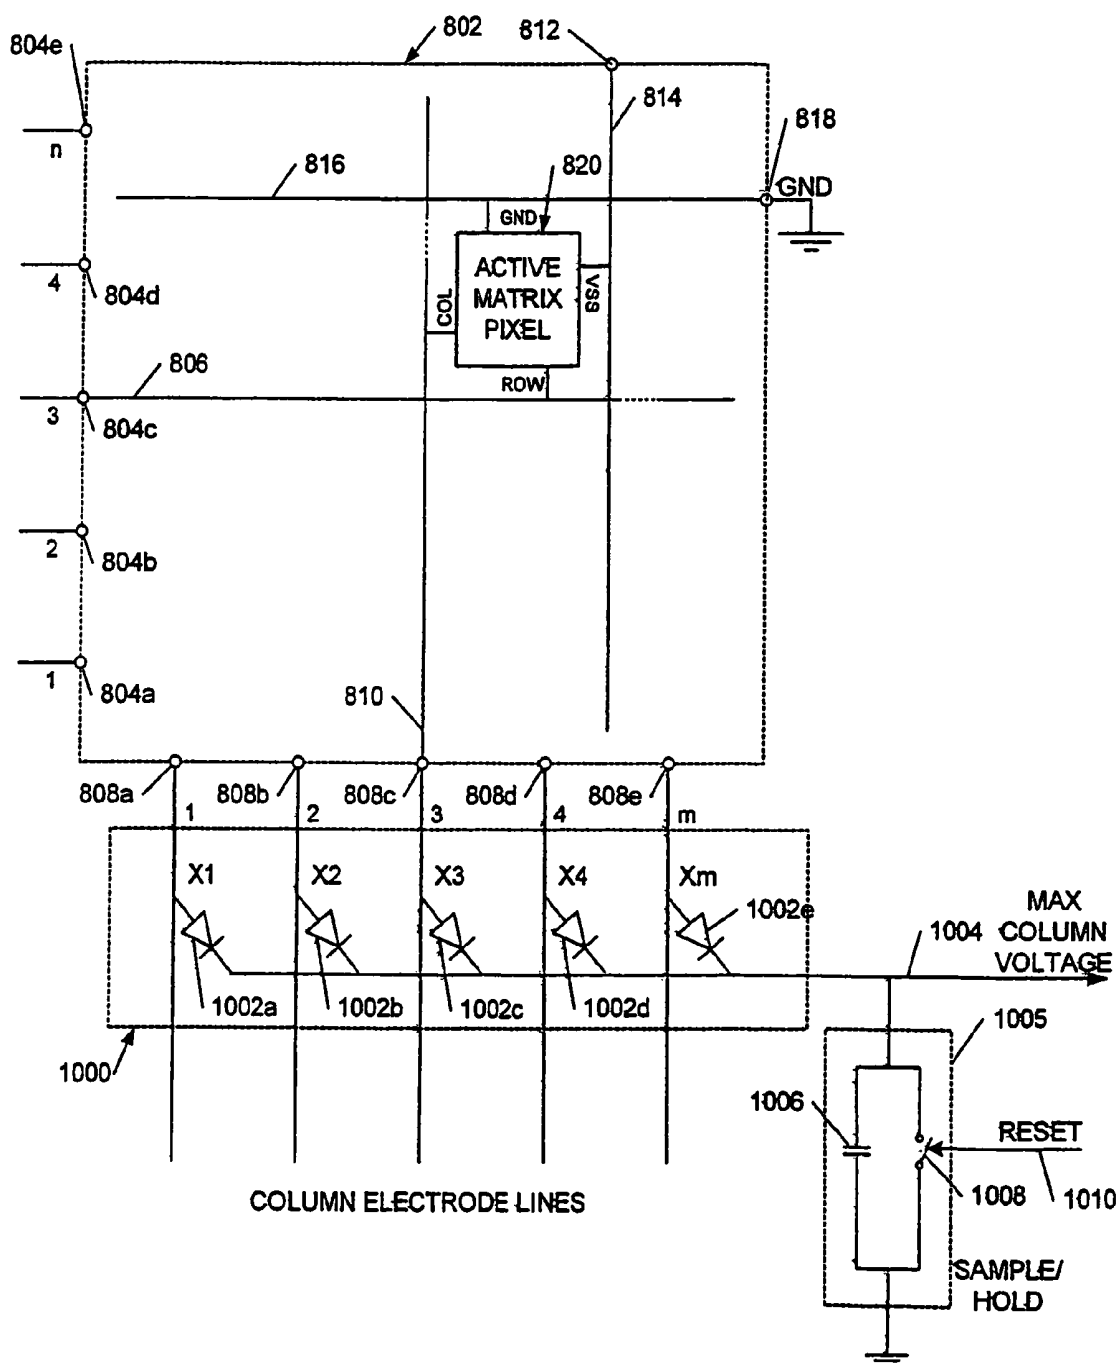 804e
802
812
814
818
n
816
820
GND
GND
ACTIVE
MATRIX
PIXEL
COL
VSS
ROW
4
804d
806
3
804c
2
804b
1
804a
810
808a
808b
808c
808d
808e
1
2
3
4
m
X1
X2
X3
X4
Xm
1002e
1002a
1002b
1002c
1002d
1004
MAX
COLUMN
VOLTAGE
1000
1005
1006
RESET
1008
1010
COLUMN ELECTRODE LINES
SAMPLE/
HOLD